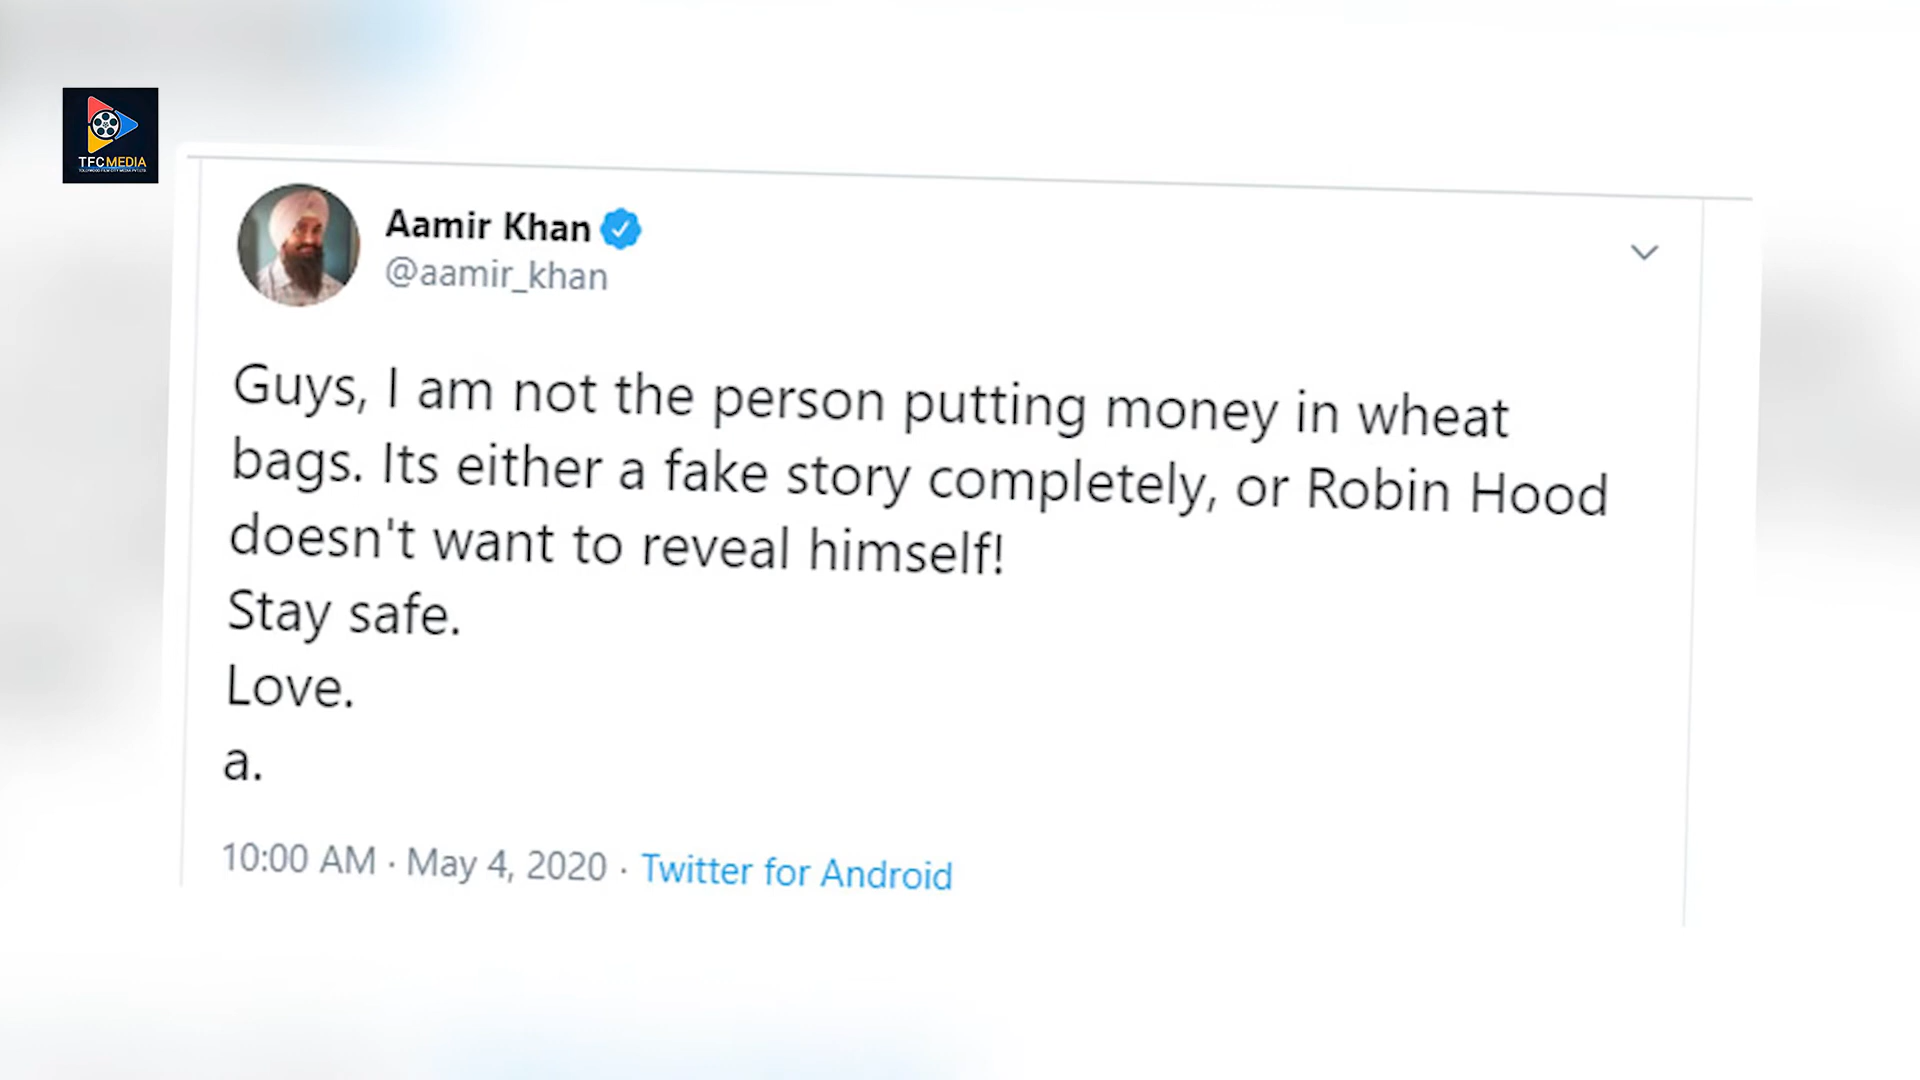 TFCMEDIA
Aamir Khan
@aamir_khan
Guys, I am not the person putting money in wheat
bags. Its either a fake story completely, or Robin Hood
doesn't want to reveal himself!
Stay safe.
Love.
a.
10:00 AM · May 4, 2020 · Twitter for Android